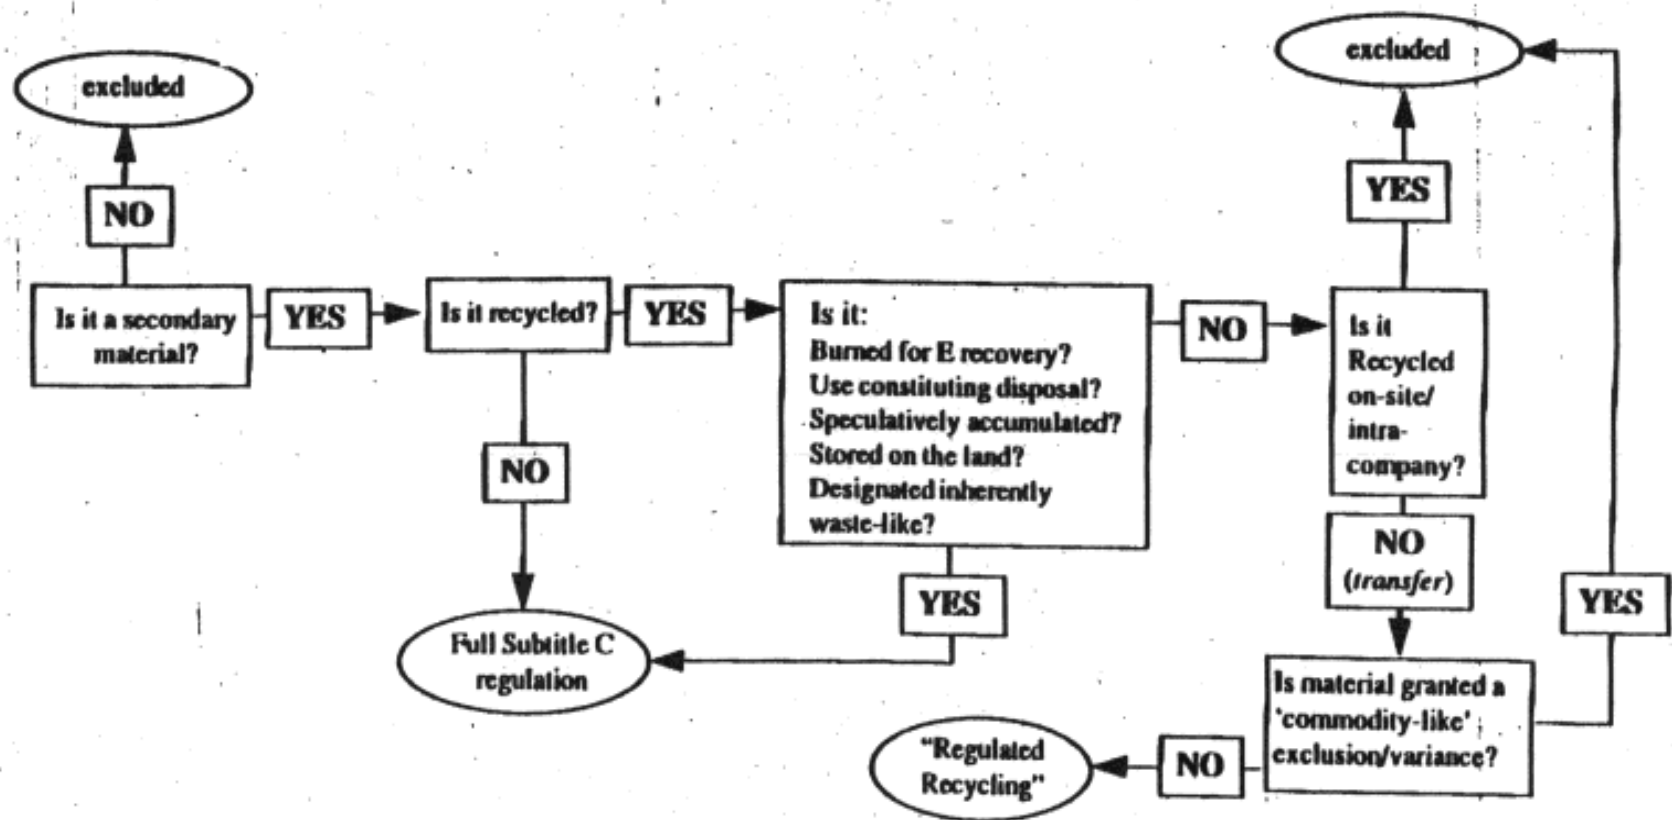 excluded
NO
Is it a secondary
material?
YES
Is it recycled?
YES
NO
Full Subtitle C
regulation
Is it:
Burned for E recovery?
Use constituting disposal?
Speculatively accumulated?
Stored on the land?
Designated inherently
waste-like?
YES
NO
excluded
YES
Is it
Recycled
on-site/
intra-
company?
NO
(transfer)
YES
Is material granted a
'commodity-like'
exclusion/variance?
NO
"Regulated
Recycling"